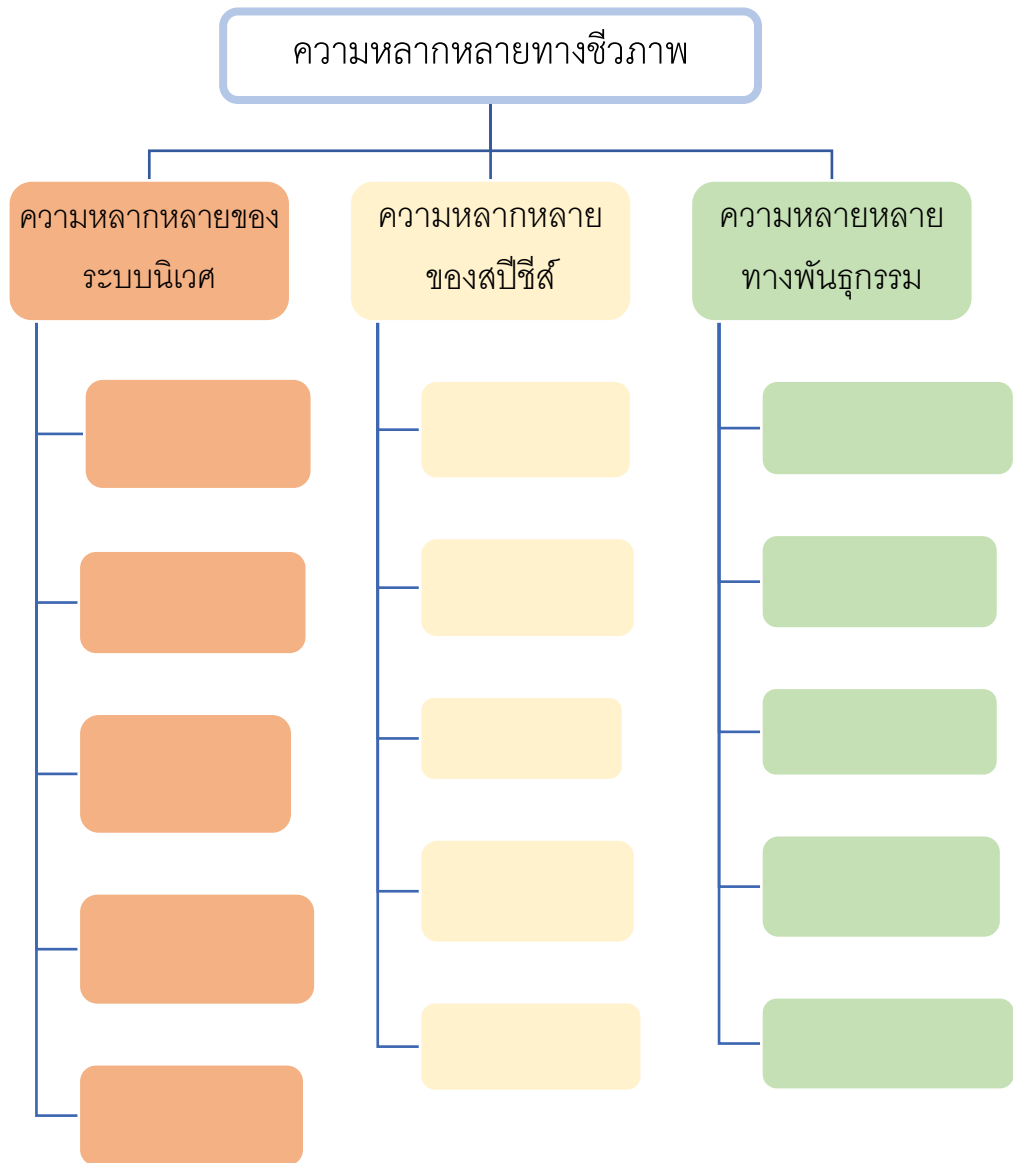 ความหลากหลายทางชีวภาพ
ความหลากหลายของ
ระบบนิเวศ
ความหลากหลาย
ของสปีชีส์
ความหลายหลาย
ทางพันธุกรรม